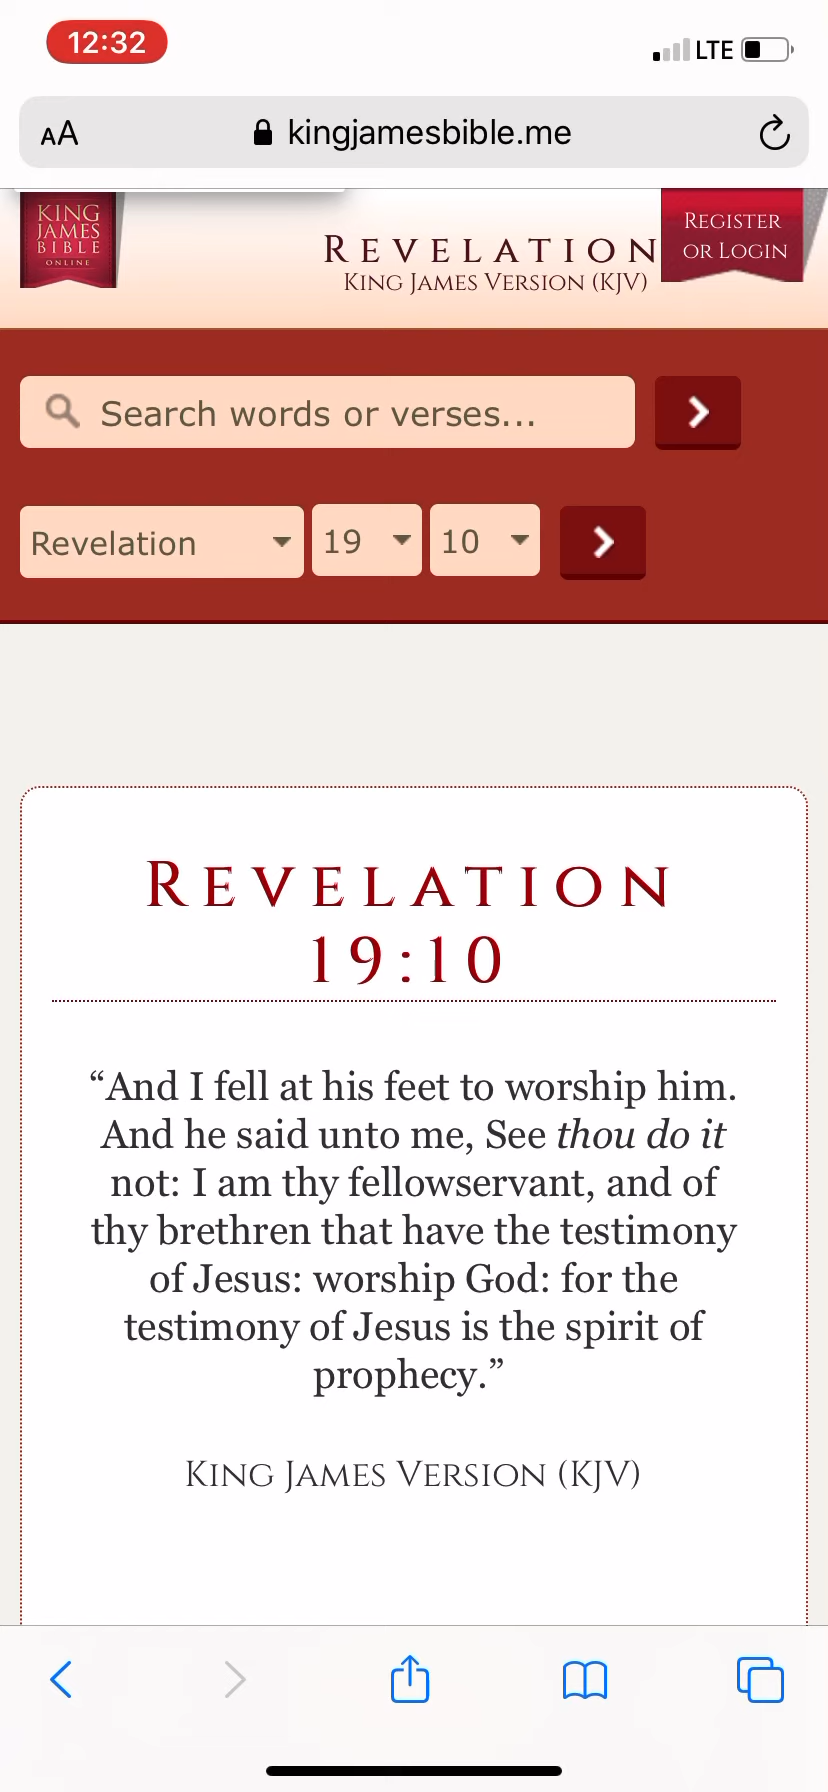 12:32
LTE
AA
kingjamesbible.me
KING
JAMES
BIBLE
ONLINE
REVELATION
KING JAMES VERSION (KJV)
REGISTER
OR LOGIN
Search words or verses...
Revelation
19
10
REVELATION
19:10
“And I fell at his feet to worship him.
And he said unto me, See thou do it
not: I am thy fellowservant, and of
thy brethren that have the testimony
of Jesus: worship God: for the
testimony of Jesus is the spirit of
prophecy.”
KING JAMES VERSION (KJV)